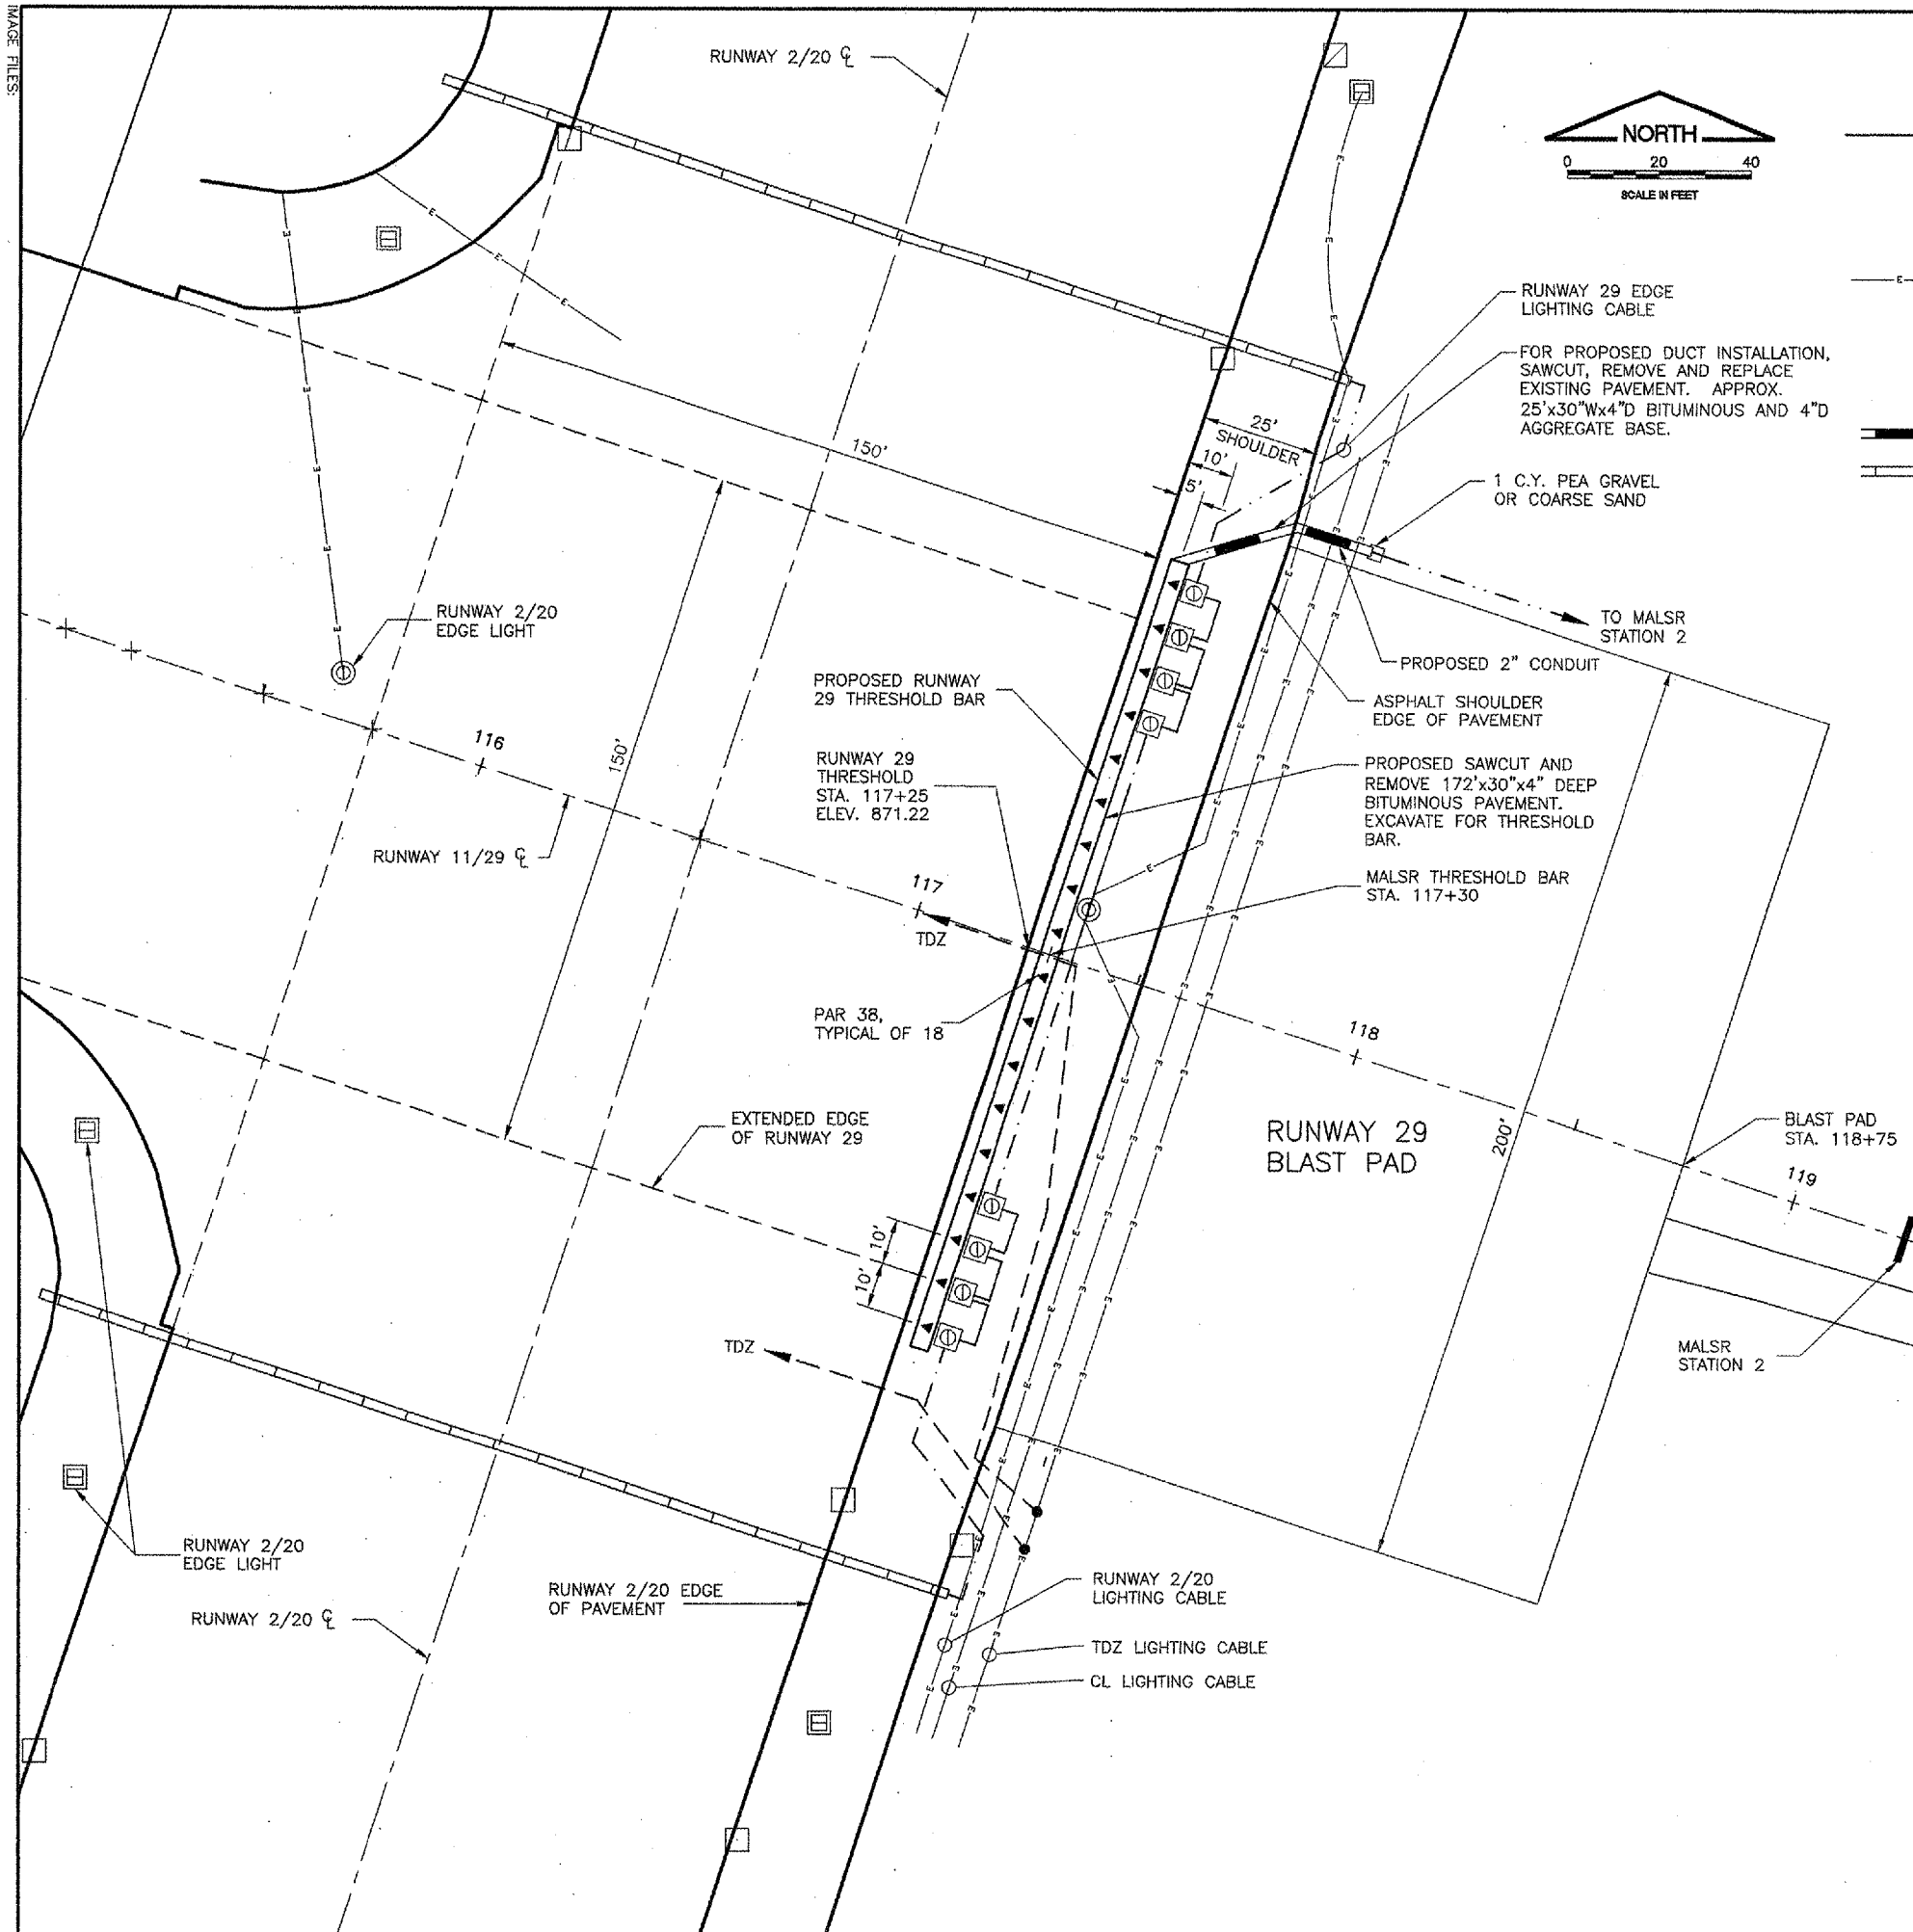 IMAGE FILES:
RUNWAY 2/20 ℄
NORTH
0 20 40
SCALE IN FEET
RUNWAY 29 EDGE
LIGHTING CABLE
FOR PROPOSED DUCT INSTALLATION,
SAWCUT, REMOVE AND REPLACE
EXISTING PAVEMENT. APPROX.
25'x30"Wx4"D BITUMINOUS AND 4"D
AGGREGATE BASE.
25'
SHOULDER
150'
10'
5'
1 C.Y. PEA GRAVEL
OR COARSE SAND
RUNWAY 2/20
EDGE LIGHT
TO MALSR
STATION 2
PROPOSED 2" CONDUIT
PROPOSED RUNWAY
29 THRESHOLD BAR
ASPHALT SHOULDER
EDGE OF PAVEMENT
116
150'
RUNWAY 29
THRESHOLD
STA. 117+25
ELEV. 871.22
PROPOSED SAWCUT AND
REMOVE 172'x30"x4" DEEP
BITUMINOUS PAVEMENT.
EXCAVATE FOR THRESHOLD
BAR.
RUNWAY 11/29 ℄
117
TDZ
MALSR THRESHOLD BAR
STA. 117+30
PAR 38,
TYPICAL OF 18
118
EXTENDED EDGE
OF RUNWAY 29
RUNWAY 29
BLAST PAD
200'
BLAST PAD
STA. 118+75
119
10'
10'
TDZ
MALSR
STATION 2
RUNWAY 2/20
EDGE LIGHT
RUNWAY 2/20 EDGE
OF PAVEMENT
RUNWAY 2/20
LIGHTING CABLE
RUNWAY 2/20 ℄
TDZ LIGHTING CABLE
CL LIGHTING CABLE